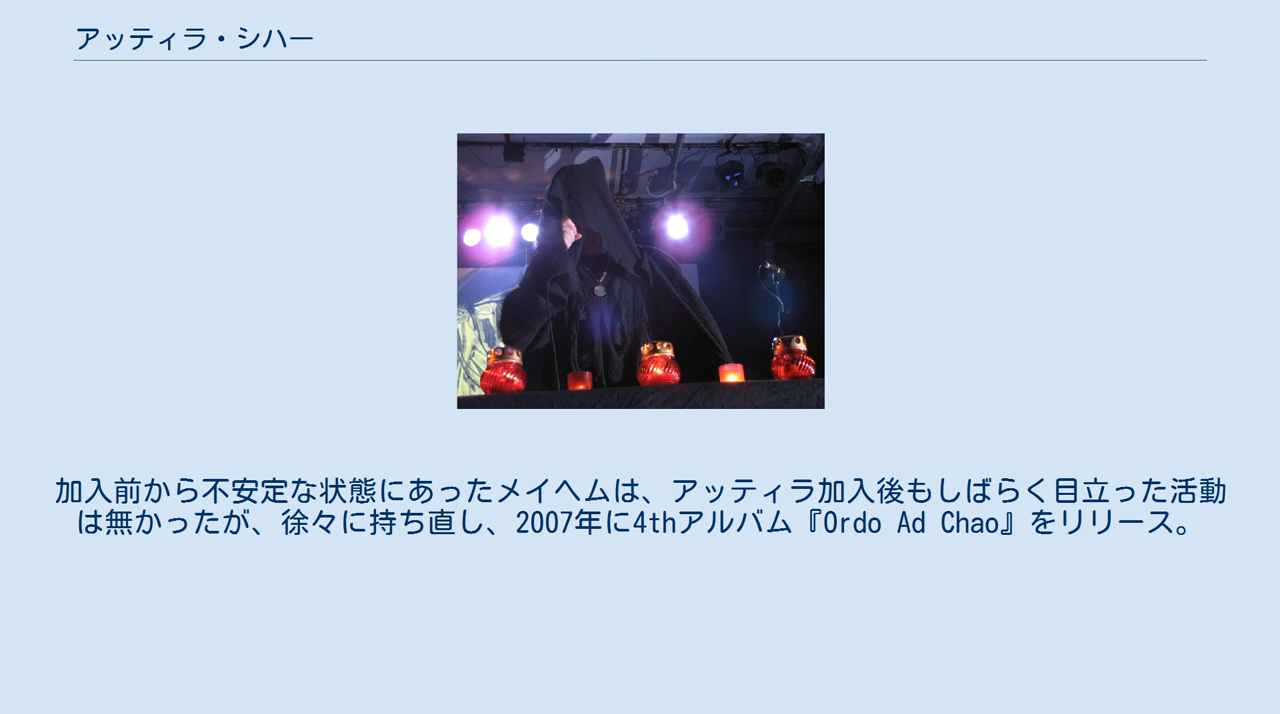 アッティラ・シハー
加入前から不安定な状態にあったメイヘムは、アッティラ加入後もしばらく目立った活動
は無かったが、徐々に持ち直し、2007年に4thアルバム『Ordo Ad Chao』をリリース。